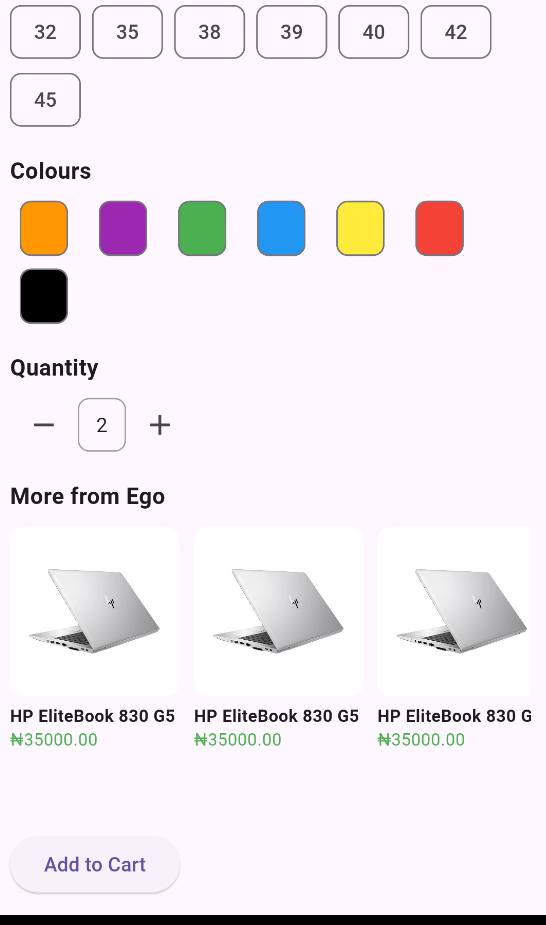 32 35 38 39 40 42
45
Colours
Quantity
2
More from Ego
HP EliteBook 830 G5 HP EliteBook 830 G5 HP EliteBook 830 G
₦35000.00 ₦35000.00 ₦35000.00
Add to Cart